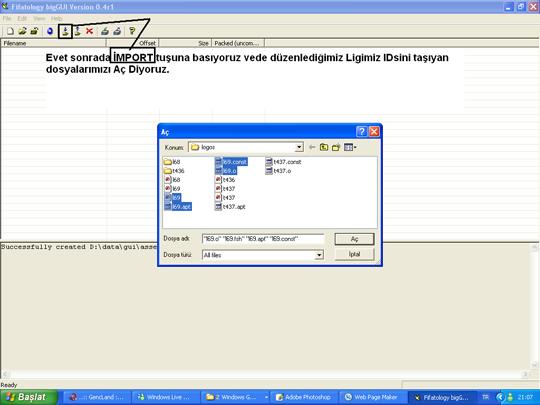 Fifatology bigGUI Version 0.4r1
File Edit View Help
Filename Offset Size Packed (uncom...
Evet sonrada İMPORT tuşuna basıyoruz vede düzenlediğimiz Ligimiz IDsini taşıyan
dosyalarımızı Aç Diyoruz.
Aç
Konum: logos
l68 l69.const t437.const
t436 l69.o t437.o
l68 t436
l69 t437
l69 t437
l69.apt t437.apt
Dosya adı: "l69.o" "l69.fsh" "l69.apt" "l69.const" Aç
Dosya türü: All files İptal
Successfully created D:\data\gui\asse
Ready
Başlat ..:: GencLand :... Windows Live ... 2 Windows G... Adobe Photoshop Web Page Maker Fifatology bigG... TR 21:07